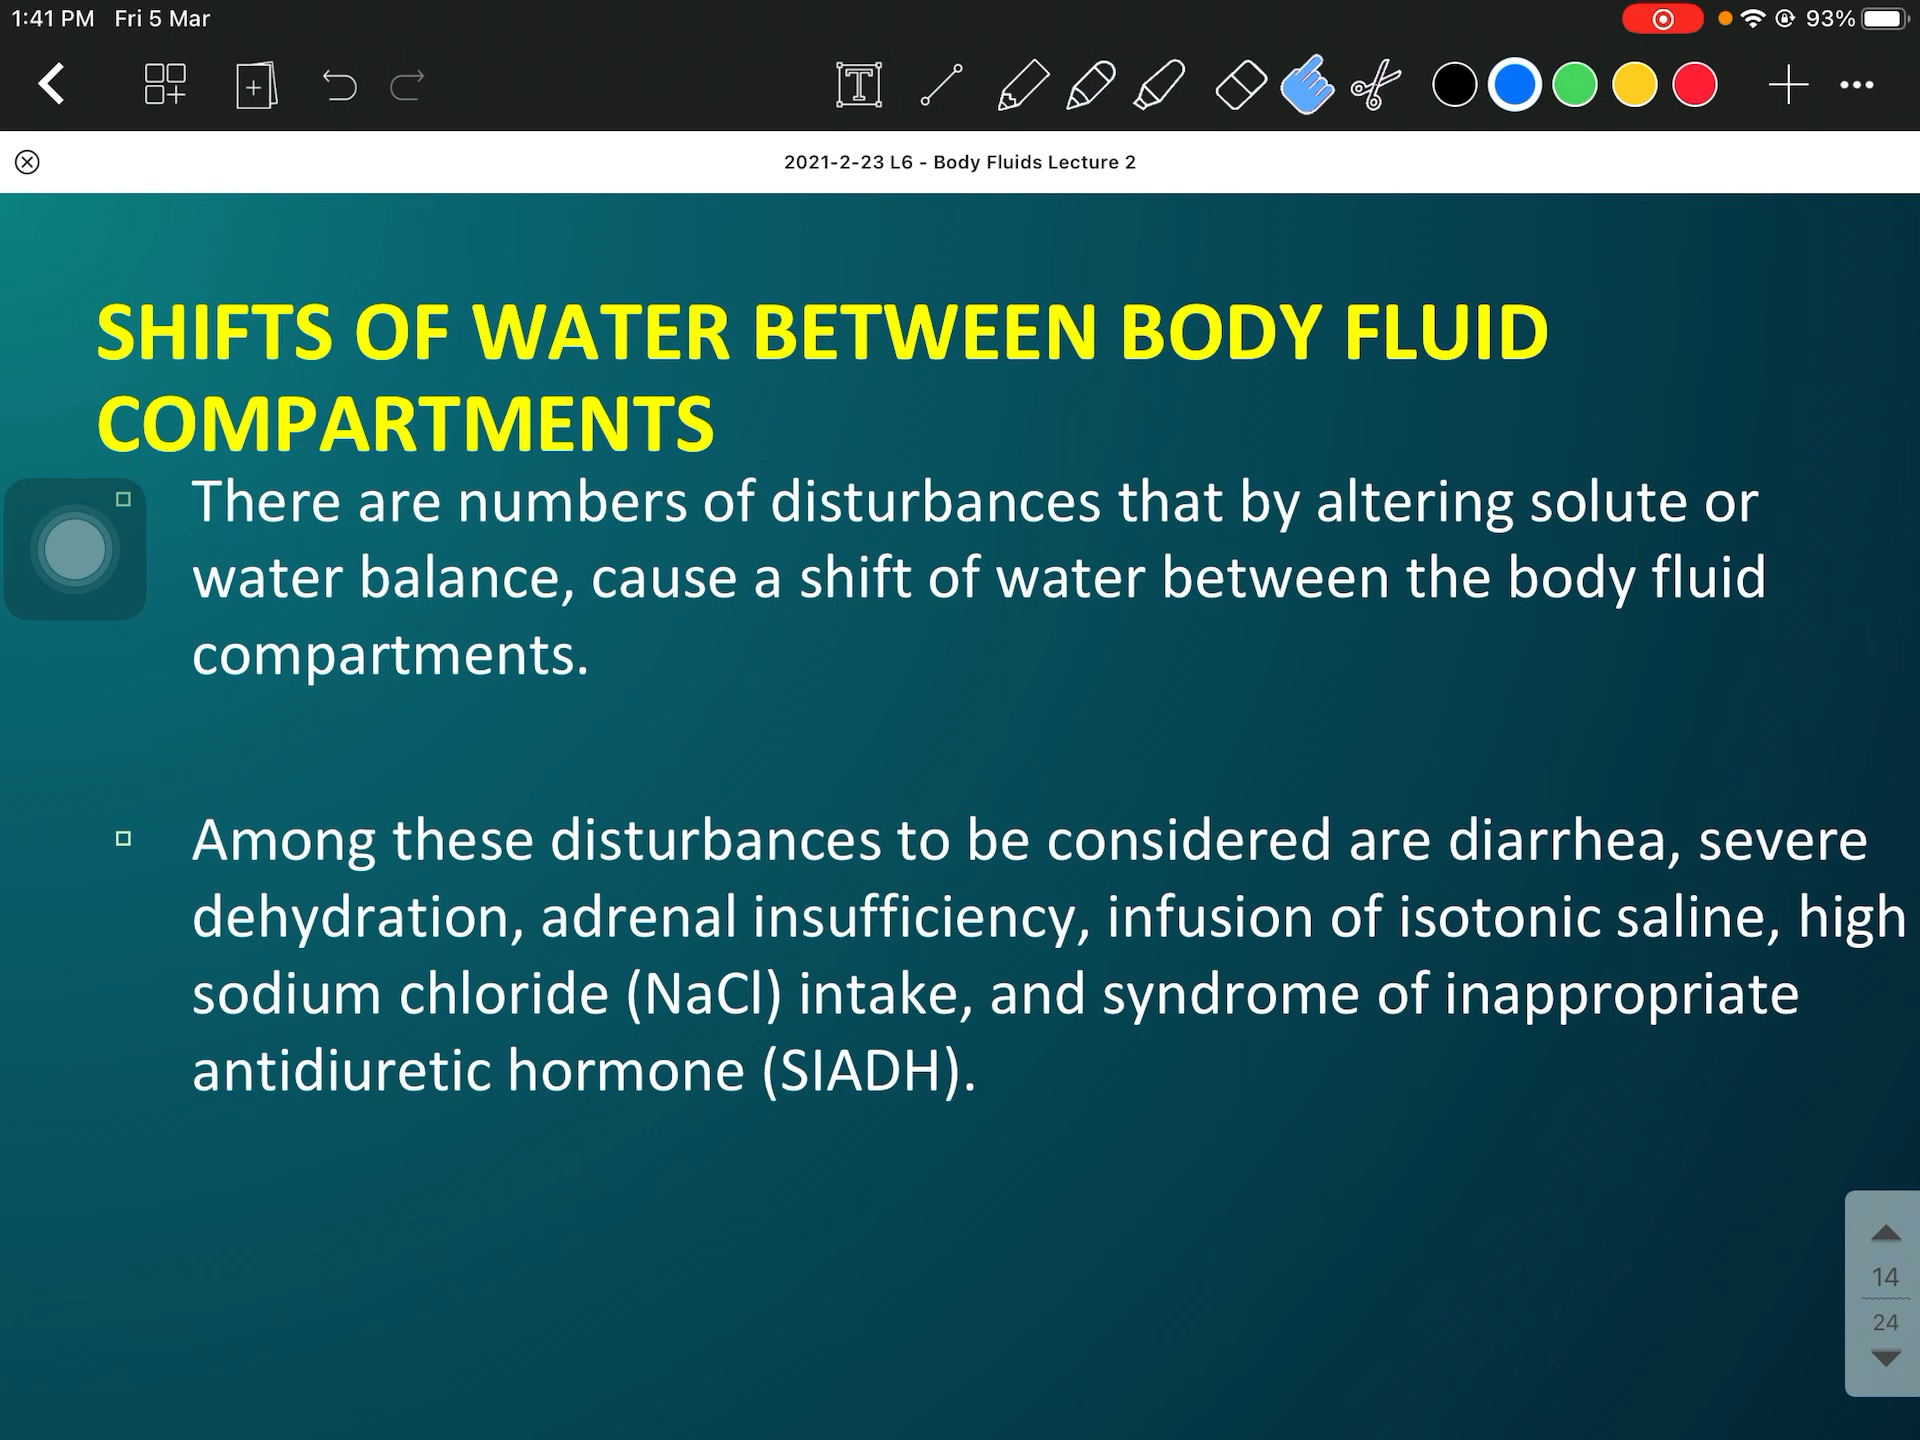 1:41 PM Fri 5 Mar
93%
T
2021-2-23 L6 - Body Fluids Lecture 2
SHIFTS OF WATER BETWEEN BODY FLUID
COMPARTMENTS
There are numbers of disturbances that by altering solute or
water balance, cause a shift of water between the body fluid
compartments.
Among these disturbances to be considered are diarrhea, severe
dehydration, adrenal insufficiency, infusion of isotonic saline, high
sodium chloride (NaCl) intake, and syndrome of inappropriate
antidiuretic hormone (SIADH).
14
24